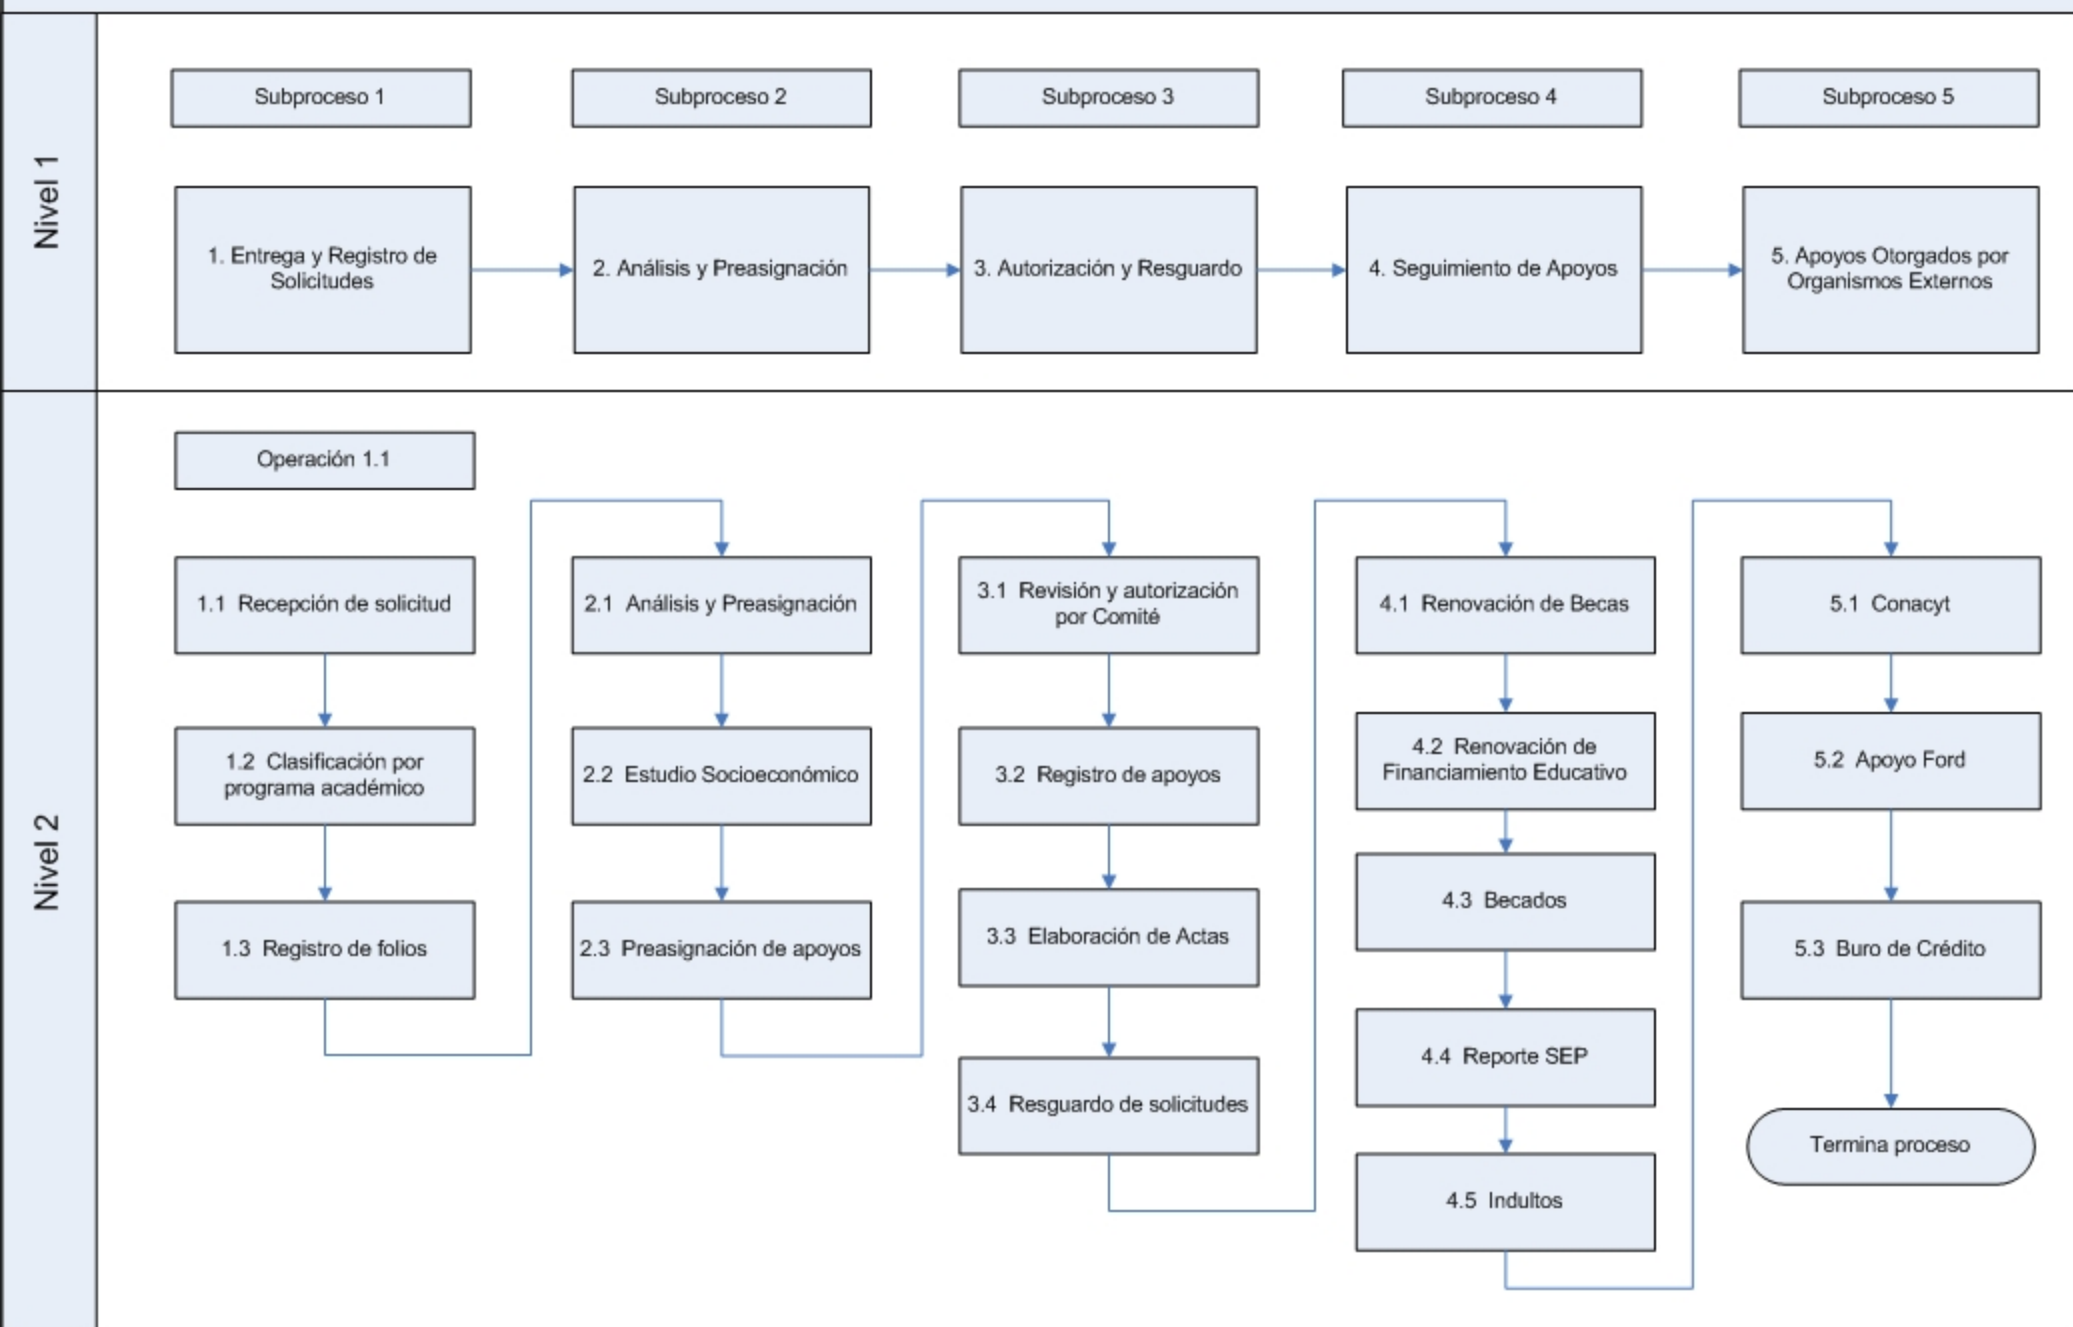 Nivel 1
Subproceso 1
Subproceso 2
Subproceso 3
Subproceso 4
Subproceso 5
1. Entrega y Registro de
Solicitudes
2. Análisis y Preasignación
3. Autorización y Resguardo
4. Seguimiento de Apoyos
5. Apoyos Otorgados por
Organismos Externos
Nivel 2
Operación 1.1
1.1 Recepción de solicitud
1.2 Clasificación por
programa académico
1.3 Registro de folios
2.1 Análisis y Preasignación
2.2 Estudio Socioeconómico
2.3 Preasignación de apoyos
3.1 Revisión y autorización
por Comité
3.2 Registro de apoyos
3.3 Elaboración de Actas
3.4 Resguardo de solicitudes
4.1 Renovación de Becas
4.2 Renovación de
Financiamiento Educativo
4.3 Becados
4.4 Reporte SEP
4.5 Indultos
5.1 Conacyt
5.2 Apoyo Ford
5.3 Buro de Crédito
Termina proceso